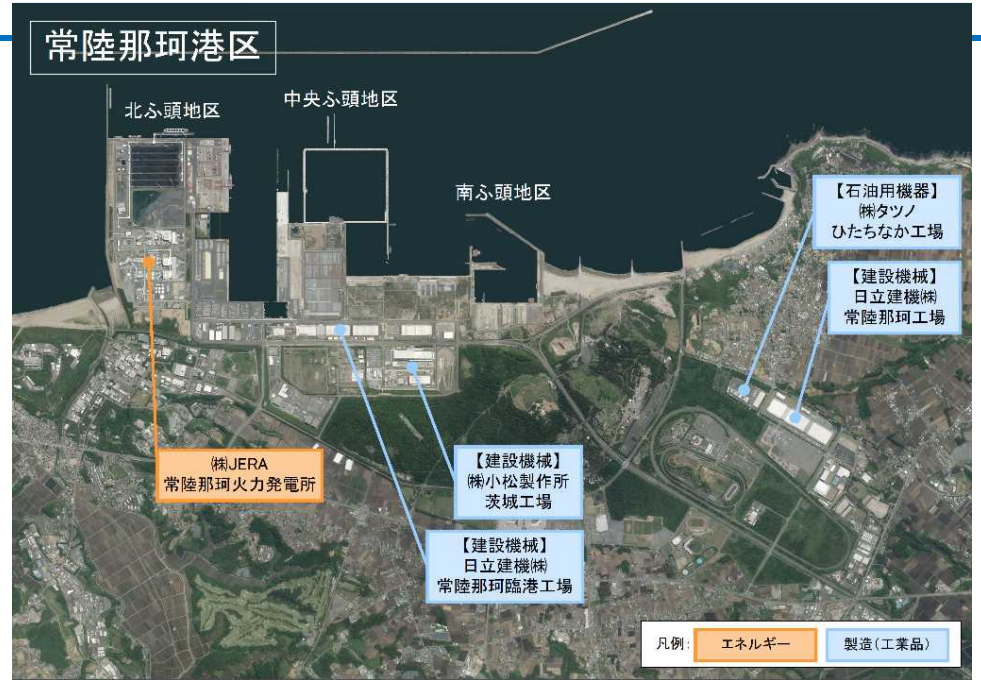 常陸那珂港区
北ふ頭地区
中央ふ頭地区
南ふ頭地区
【石油用機器】
㈱タツノ
ひたちなか工場
【建設機械】
日立建機㈱
常陸那珂工場
㈱JERA
常陸那珂火力発電所
【建設機械】
㈱小松製作所
茨城工場
【建設機械】
日立建機㈱
常陸那珂臨港工場
凡例: エネルギー 製造(工業品)